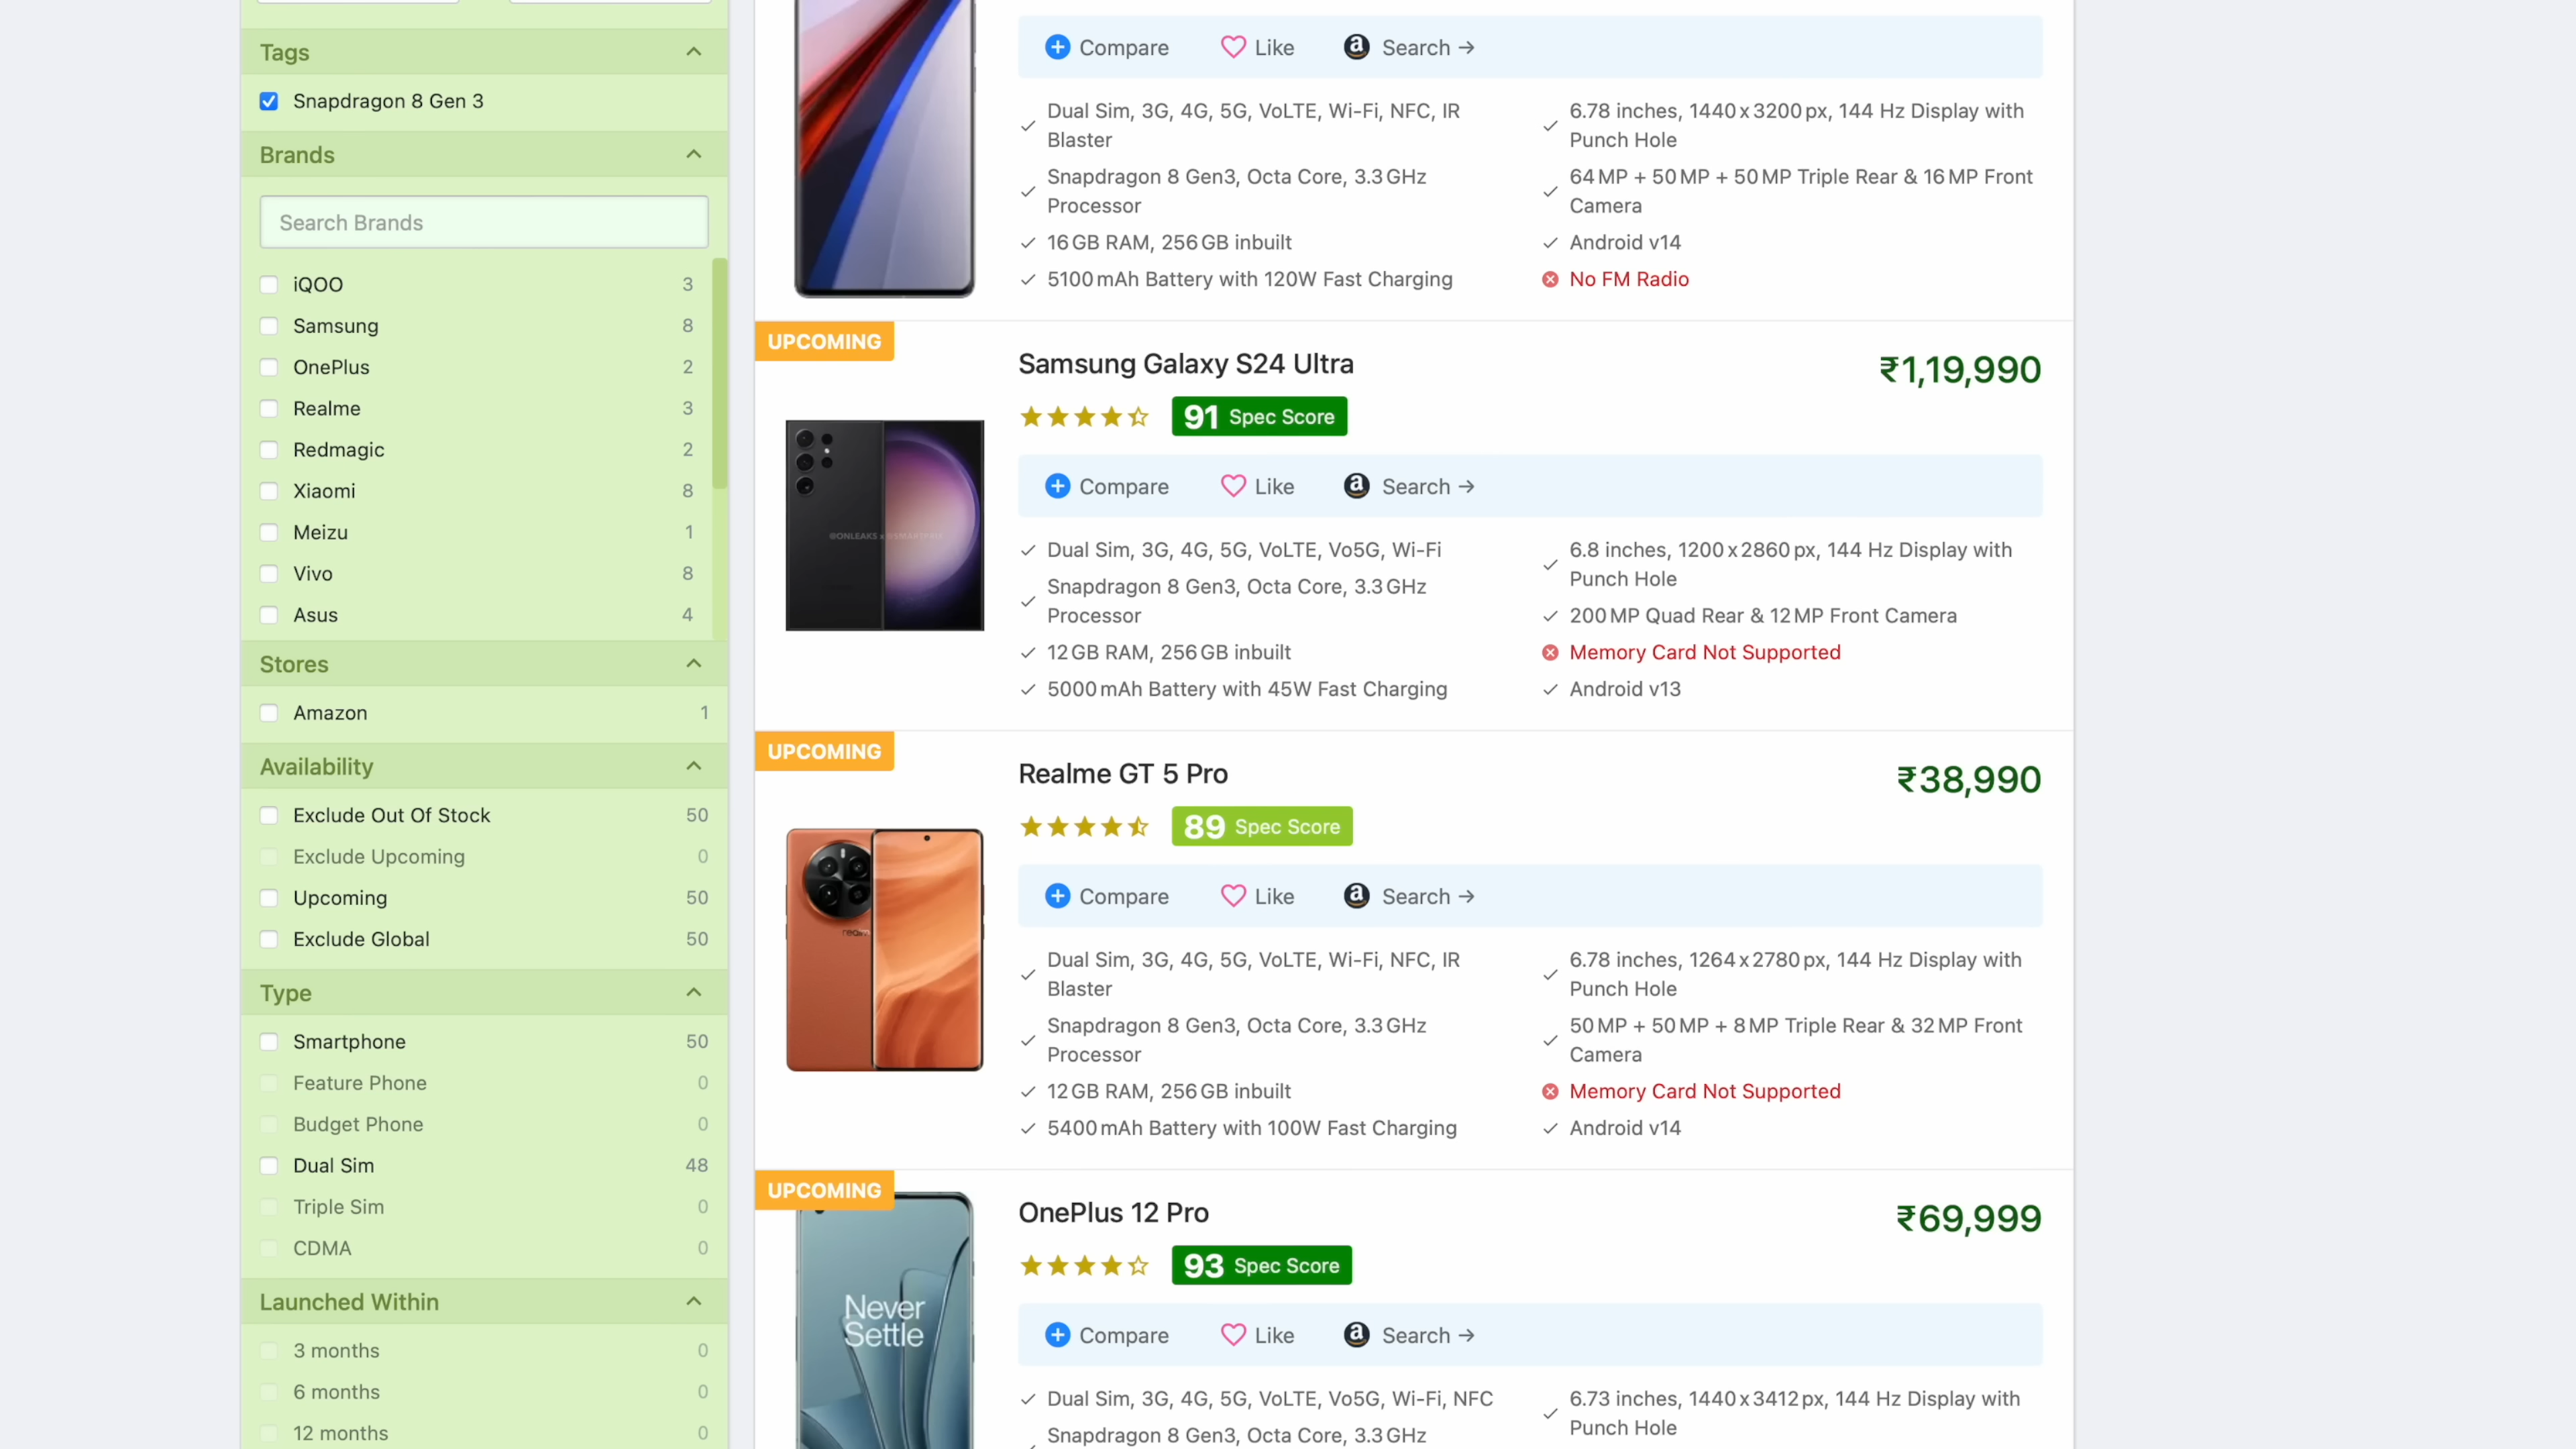 Tags
Snapdragon 8 Gen 3
Brands
Search Brands
iQOO 3
Samsung 8
OnePlus 2
Realme 3
Redmagic 2
Xiaomi 8
Meizu 1
Vivo 8
Asus 4
Stores
Amazon 1
Availability
Exclude Out Of Stock 50
Exclude Upcoming 0
Upcoming 50
Exclude Global 50
Type
Smartphone 50
Feature Phone 0
Budget Phone 0
Dual Sim 48
Triple Sim 0
CDMA 0
Launched Within
3 months 0
6 months 0
12 months 0
Compare Like Search →
Dual Sim, 3G, 4G, 5G, VoLTE, Wi-Fi, NFC, IR
Blaster
Snapdragon 8 Gen3, Octa Core, 3.3 GHz
Processor
16 GB RAM, 256 GB inbuilt
5100 mAh Battery with 120W Fast Charging
6.78 inches, 1440 x 3200 px, 144 Hz Display with
Punch Hole
64 MP + 50 MP + 50 MP Triple Rear & 16 MP Front
Camera
Android v14
No FM Radio
UPCOMING
Samsung Galaxy S24 Ultra
₹1,19,990
91 Spec Score
Compare Like Search →
@ONLEAKS x
Dual Sim, 3G, 4G, 5G, VoLTE, Vo5G, Wi-Fi
Snapdragon 8 Gen3, Octa Core, 3.3 GHz
Processor
12 GB RAM, 256 GB inbuilt
5000 mAh Battery with 45W Fast Charging
6.8 inches, 1200 x 2860 px, 144 Hz Display with
Punch Hole
200 MP Quad Rear & 12 MP Front Camera
Memory Card Not Supported
Android v13
UPCOMING
Realme GT 5 Pro
₹38,990
89 Spec Score
Compare Like Search →
Dual Sim, 3G, 4G, 5G, VoLTE, Wi-Fi, NFC, IR
Blaster
Snapdragon 8 Gen3, Octa Core, 3.3 GHz
Processor
12 GB RAM, 256 GB inbuilt
5400 mAh Battery with 100W Fast Charging
6.78 inches, 1264 x 2780 px, 144 Hz Display with
Punch Hole
50 MP + 50 MP + 8 MP Triple Rear & 32 MP Front
Camera
Memory Card Not Supported
Android v14
UPCOMING
OnePlus 12 Pro
₹69,999
93 Spec Score
Never
Settle
Compare Like Search →
Dual Sim, 3G, 4G, 5G, VoLTE, Vo5G, Wi-Fi, NFC
Snapdragon 8 Gen3, Octa Core, 3.3 GHz
6.73 inches, 1440 x 3412 px, 144 Hz Display with
Punch Hole